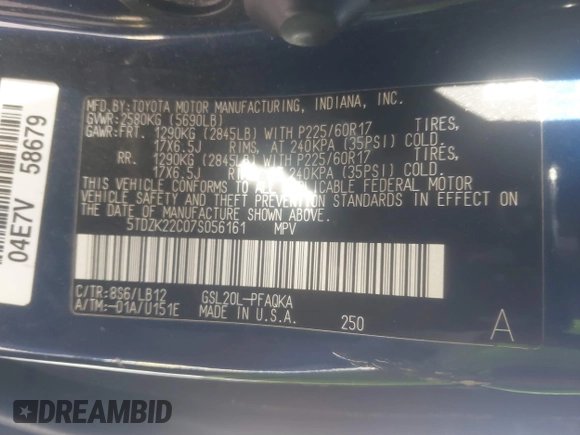 04E7V 58679
MFD.BY:TOYOTA MOTOR MANUFACTURING, INDIANA, INC.
GVWR:2580KG (5690LB)
GAWR:FRT. 1290KG (2845LB) WITH P225/60R17 TIRES,
17X6.5J RIMS, AT 240KPA (35PSI) COLD.
RR. 1290KG (2845LB) WITH P225/60R17 TIRES,
17X6.5J 240KPA (35PSI) COLD.
THIS VEHICLE CONFORMS TO ALL APPLICABLE FEDERAL MOTOR
VEHICLE SAFETY AND THEFT PREVENTION STANDARDS IN EFFECT ON
THE DATE OF MANUFACTURE SHOWN ABOVE.
5TDZK22C07S056161 MPV
C/TR:8S6/LB12 GSL20L-PFAQKA
A/TM:-01A/U151E MADE IN U.S.A. 250
A
DREAMBID